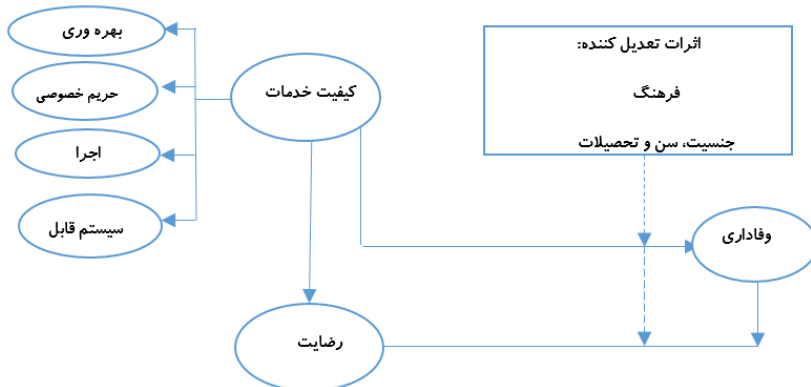 بهره وری
حریم خصوصی
اجرا
سیستم قابل
کیفیت خدمات
اثرات تعدیل کننده:
فرهنگ
جنسیت، سن و تحصیلات
وفاداری
رضایت